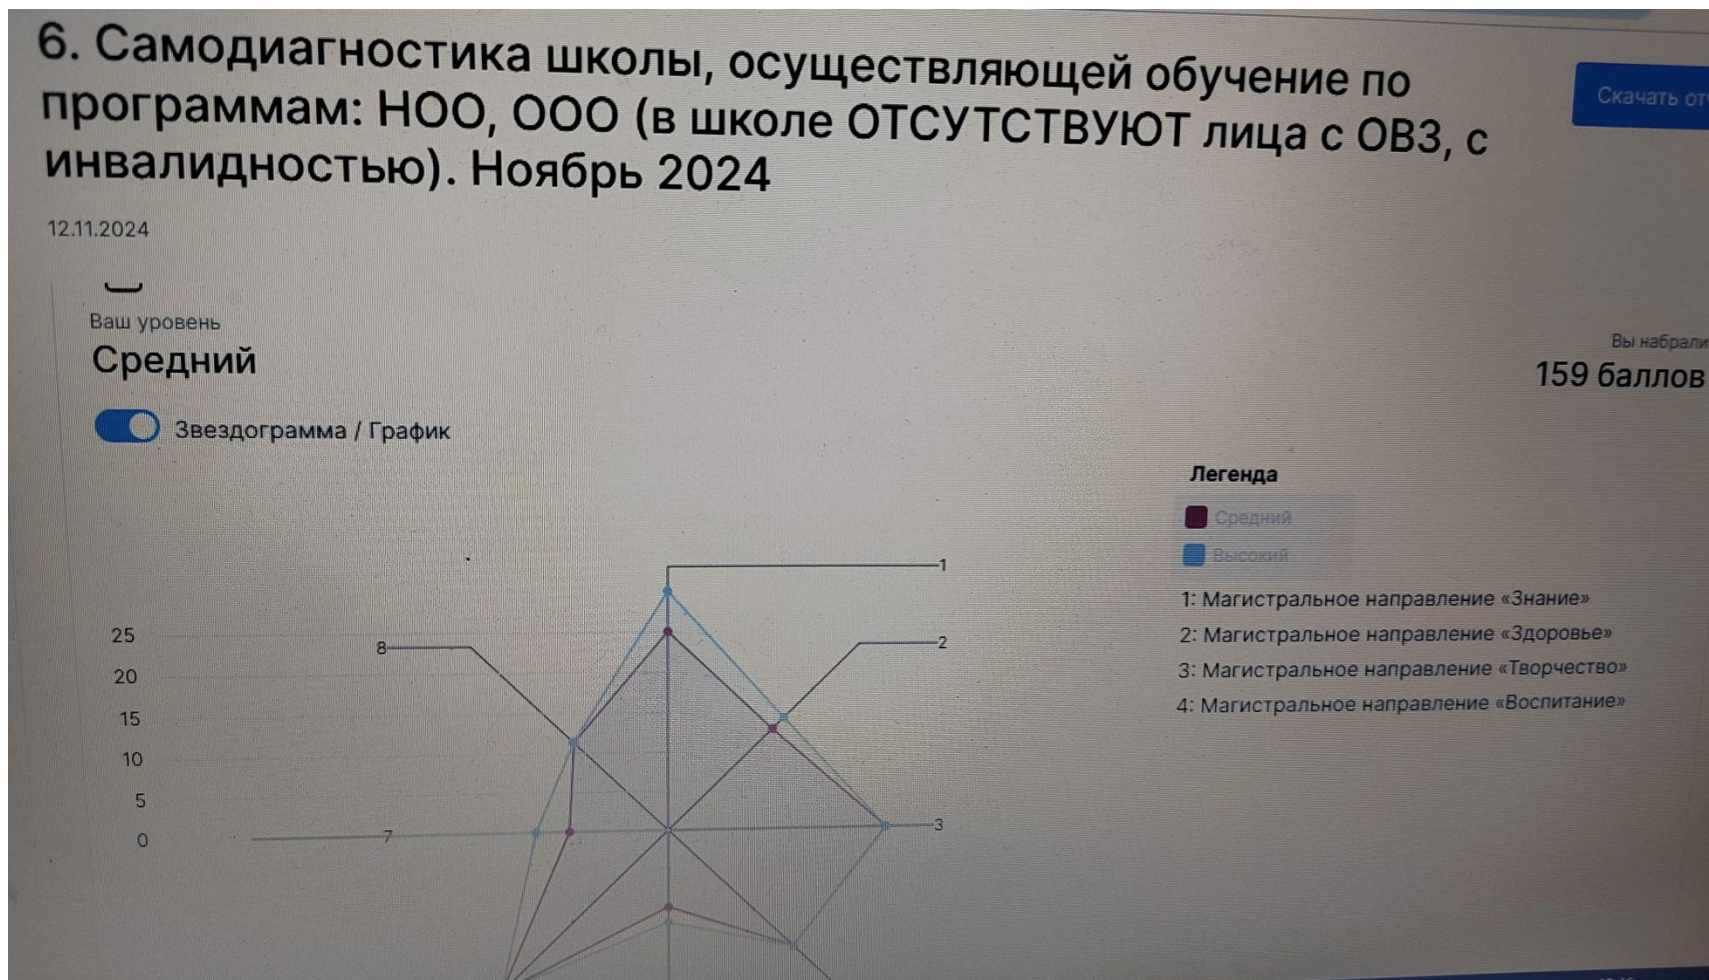 6. Самодиагностика школы, осуществляющей обучение по
программам: НОО, ООО (в школе ОТСУТСТВУЮТ лица с ОВЗ, с
инвалидностью). Ноябрь 2024
Скачать
12.11.2024
Ваш уровень
Средний
Вы набрали
159 баллов
Звездограмма / График
Легенда
Средний
Высокий
1: Магистральное направление «Знание»
2: Магистральное направление «Здоровье»
3: Магистральное направление «Творчество»
4: Магистральное направление «Воспитание»
1
2
8
25
20
15
10
5
0
7
3